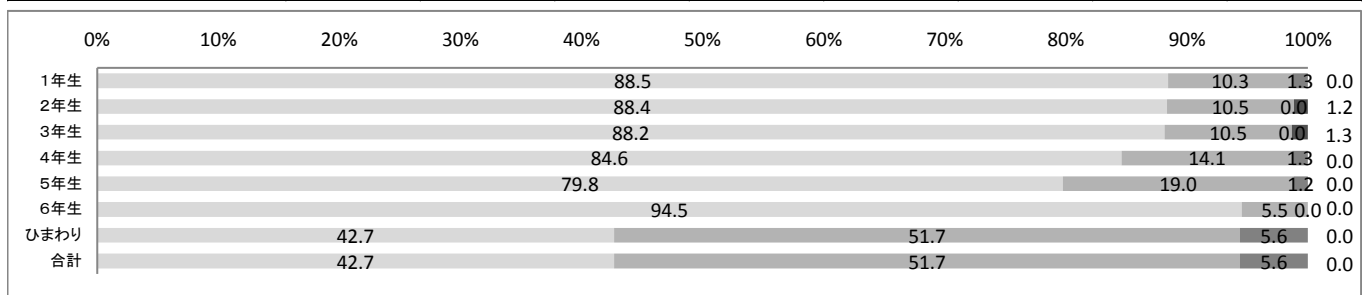 0% 10% 20% 30% 40% 50% 60% 70% 80% 90% 100%
1年生 88.5 10.3 1.3 0.0
2年生 88.4 10.5 0.0 1.2
3年生 88.2 10.5 0.0 1.3
4年生 84.6 14.1 1.3 0.0
5年生 79.8 19.0 1.2 0.0
6年生 94.5 5.5 0.0 0.0
ひまわり 42.7 51.7 5.6 0.0
合計 42.7 51.7 5.6 0.0